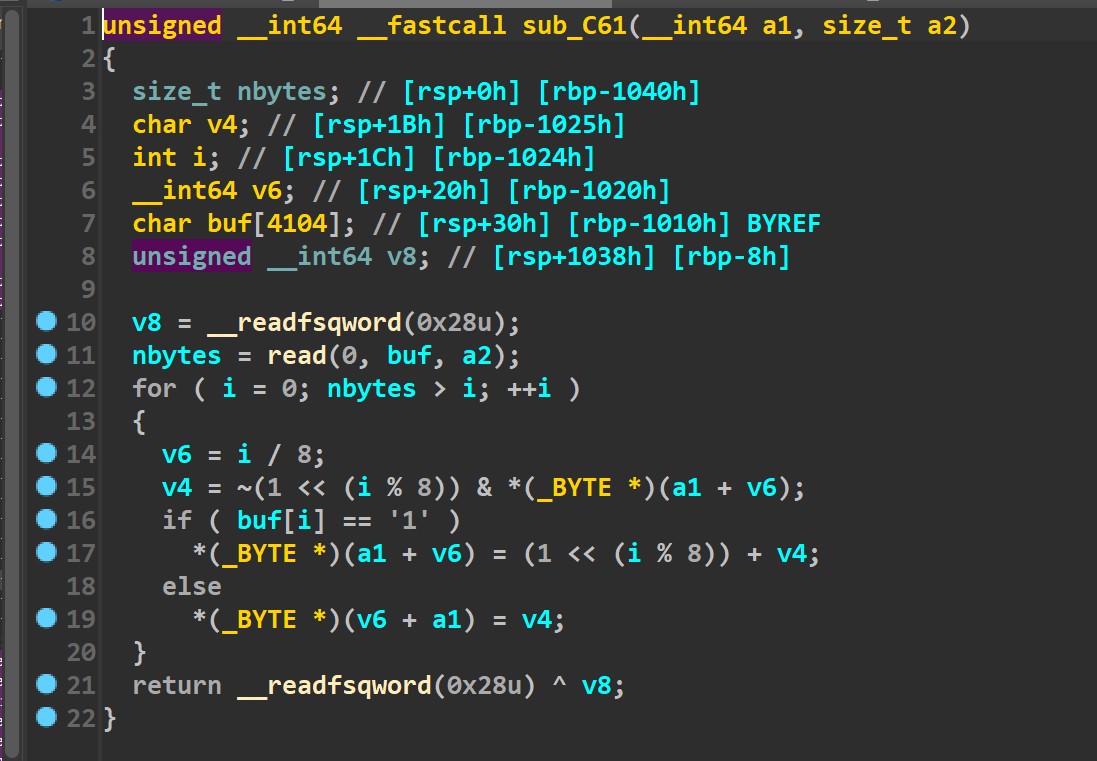 1 unsigned __int64 __fastcall sub_C61(__int64 a1, size_t a2)
2 {
3   size_t nbytes; // [rsp+0h] [rbp-1040h]
4   char v4; // [rsp+1Bh] [rbp-1025h]
5   int i; // [rsp+1Ch] [rbp-1024h]
6   __int64 v6; // [rsp+20h] [rbp-1020h]
7   char buf[4104]; // [rsp+30h] [rbp-1010h] BYREF
8   unsigned __int64 v8; // [rsp+1038h] [rbp-8h]
9
10   v8 = __readfsqword(0x28u);
11   nbytes = read(0, buf, a2);
12   for ( i = 0; nbytes > i; ++i )
13   {
14     v6 = i / 8;
15     v4 = ~(1 << (i % 8)) & *(_BYTE *)(a1 + v6);
16     if ( buf[i] == '1' )
17       *(_BYTE *)(a1 + v6) = (1 << (i % 8)) + v4;
18     else
19       *(_BYTE *)(v6 + a1) = v4;
20   }
21   return __readfsqword(0x28u) ^ v8;
22 }